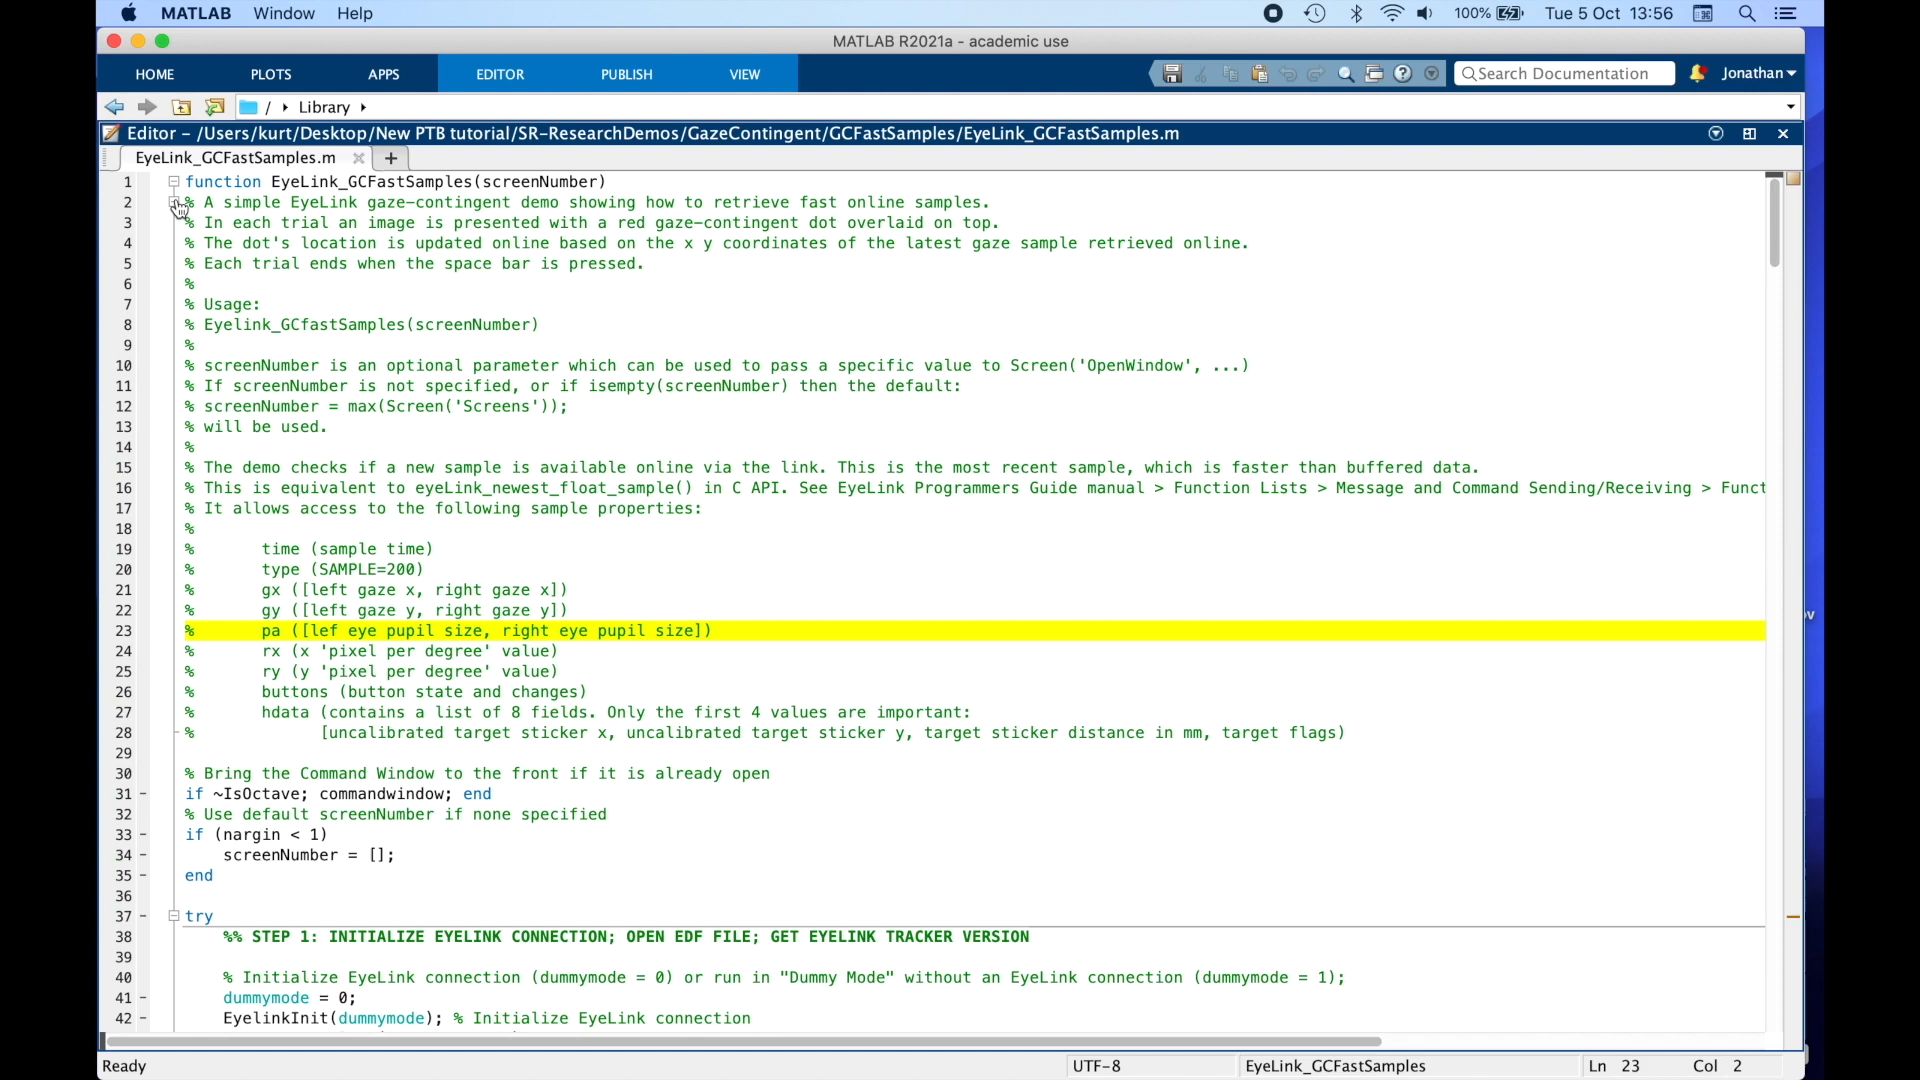 MATLAB Window Help 100% Tue 5 Oct 13:56
MATLAB R2021a - academic use
HOME PLOTS APPS EDITOR PUBLISH VIEW Search Documentation Jonathan
/ Library
Editor - /Users/kurt/Desktop/New PTB tutorial/SR-ResearchDemos/GazeContingent/GCFastSamples/EyeLink_GCFastSamples.m
EyeLink_GCFastSamples.m
1 function EyeLink_GCFastSamples(screenNumber)
2 % A simple EyeLink gaze-contingent demo showing how to retrieve fast online samples.
3 % In each trial an image is presented with a red gaze-contingent dot overlaid on top.
4 % The dot's location is updated online based on the x y coordinates of the latest gaze sample retrieved online.
5 % Each trial ends when the space bar is pressed.
6 %
7 % Usage:
8 % Eyelink_GCfastSamples(screenNumber)
9 %
10 % screenNumber is an optional parameter which can be used to pass a specific value to Screen('OpenWindow', ...)
11 % If screenNumber is not specified, or if isempty(screenNumber) then the default:
12 % screenNumber = max(Screen('Screens'));
13 % will be used.
14 %
15 % The demo checks if a new sample is available online via the link. This is the most recent sample, which is faster than buffered data.
16 % This is equivalent to eyeLink_newest_float_sample() in C API. See EyeLink Programmers Guide manual > Function Lists > Message and Command Sending/Receiving > Funct
17 % It allows access to the following sample properties:
18 %
19 % time (sample time)
20 % type (SAMPLE=200)
21 % gx ([left gaze x, right gaze x])
22 % gy ([left gaze y, right gaze y])
23 % pa ([lef eye pupil size, right eye pupil size])
24 % rx (x 'pixel per degree' value)
25 % ry (y 'pixel per degree' value)
26 % buttons (button state and changes)
27 % hdata (contains a list of 8 fields. Only the first 4 values are important:
28 % [uncalibrated target sticker x, uncalibrated target sticker y, target sticker distance in mm, target flags)
29
30 % Bring the Command Window to the front if it is already open
31 - if ~IsOctave; commandwindow; end
32 % Use default screenNumber if none specified
33 - if (nargin < 1)
34 - screenNumber = [];
35 - end
36
37 - try
38 %% STEP 1: INITIALIZE EYELINK CONNECTION; OPEN EDF FILE; GET EYELINK TRACKER VERSION
39
40 % Initialize EyeLink connection (dummymode = 0) or run in "Dummy Mode" without an EyeLink connection (dummymode = 1);
41 - dummymode = 0;
42 - EyelinkInit(dummymode); % Initialize EyeLink connection
Ready UTF-8 EyeLink_GCFastSamples Ln 23 Col 2